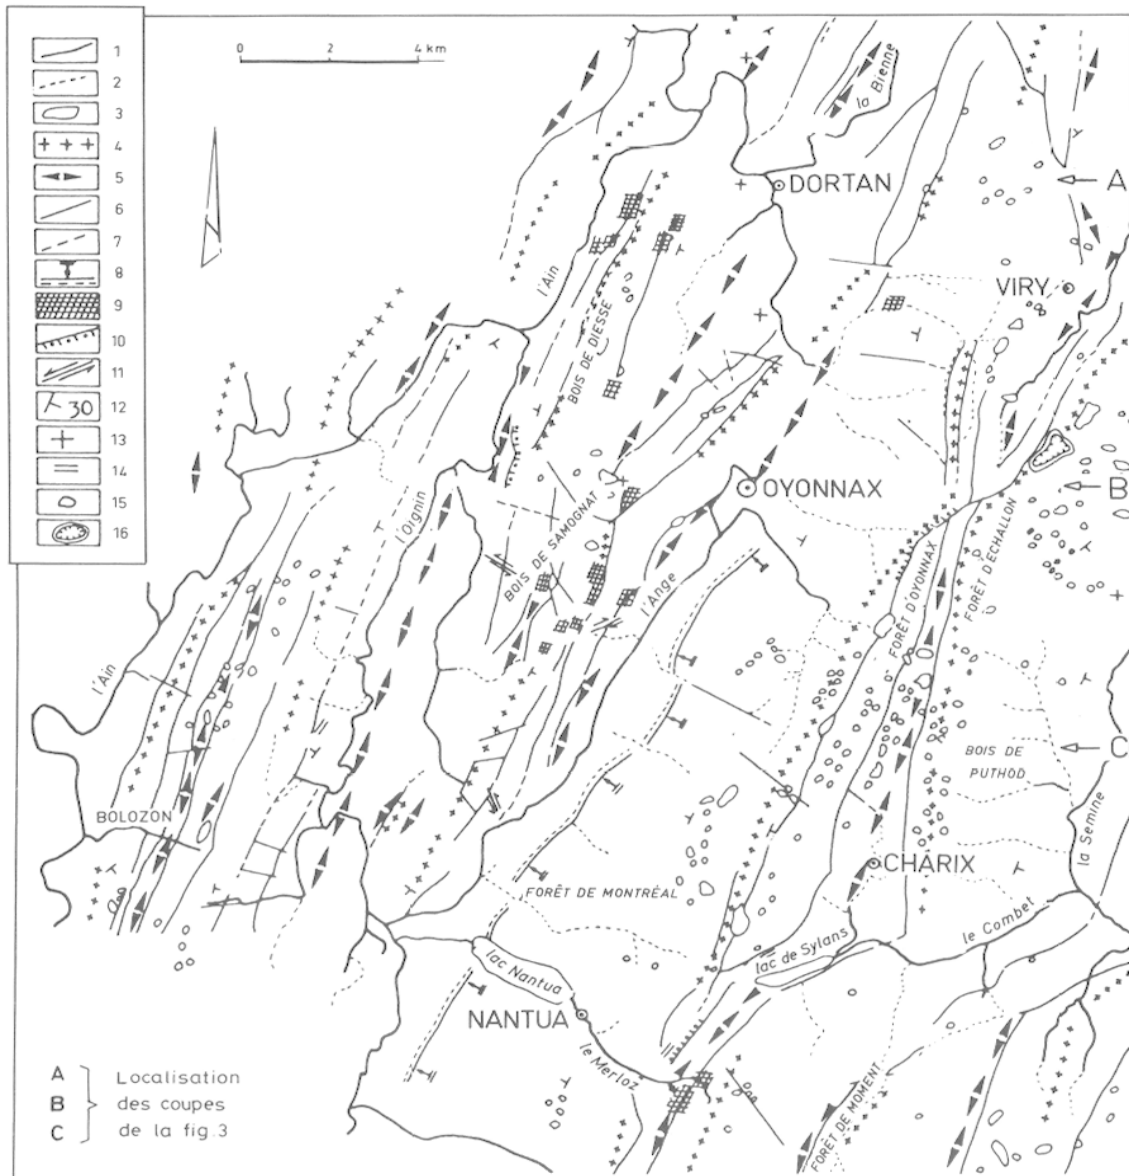 1
2
3
4
5
6
7
8
9
10
11
12
30
13
14
15
16
0 2 4 km
la Bienne
DORTAN
A
VIRY
l'Ain
BOIS DE DIESSE
B
OYONNAX
l'Oignin
BOIS DE SAMOGNAT
FORÊT D'OYONNAX
FORÊT D'ECHALLON
l'Ange
l'Ain
C
BOIS DE
PUTHOD
BOLOZON
la Semine
CHARIX
FORÊT DE MONTRÉAL
le Combet
lac de Sylans
lac Nantua
NANTUA
le Merloz
FORÊT DE MOMENT
A
B
C
Localisation
des coupes
de la fig.3